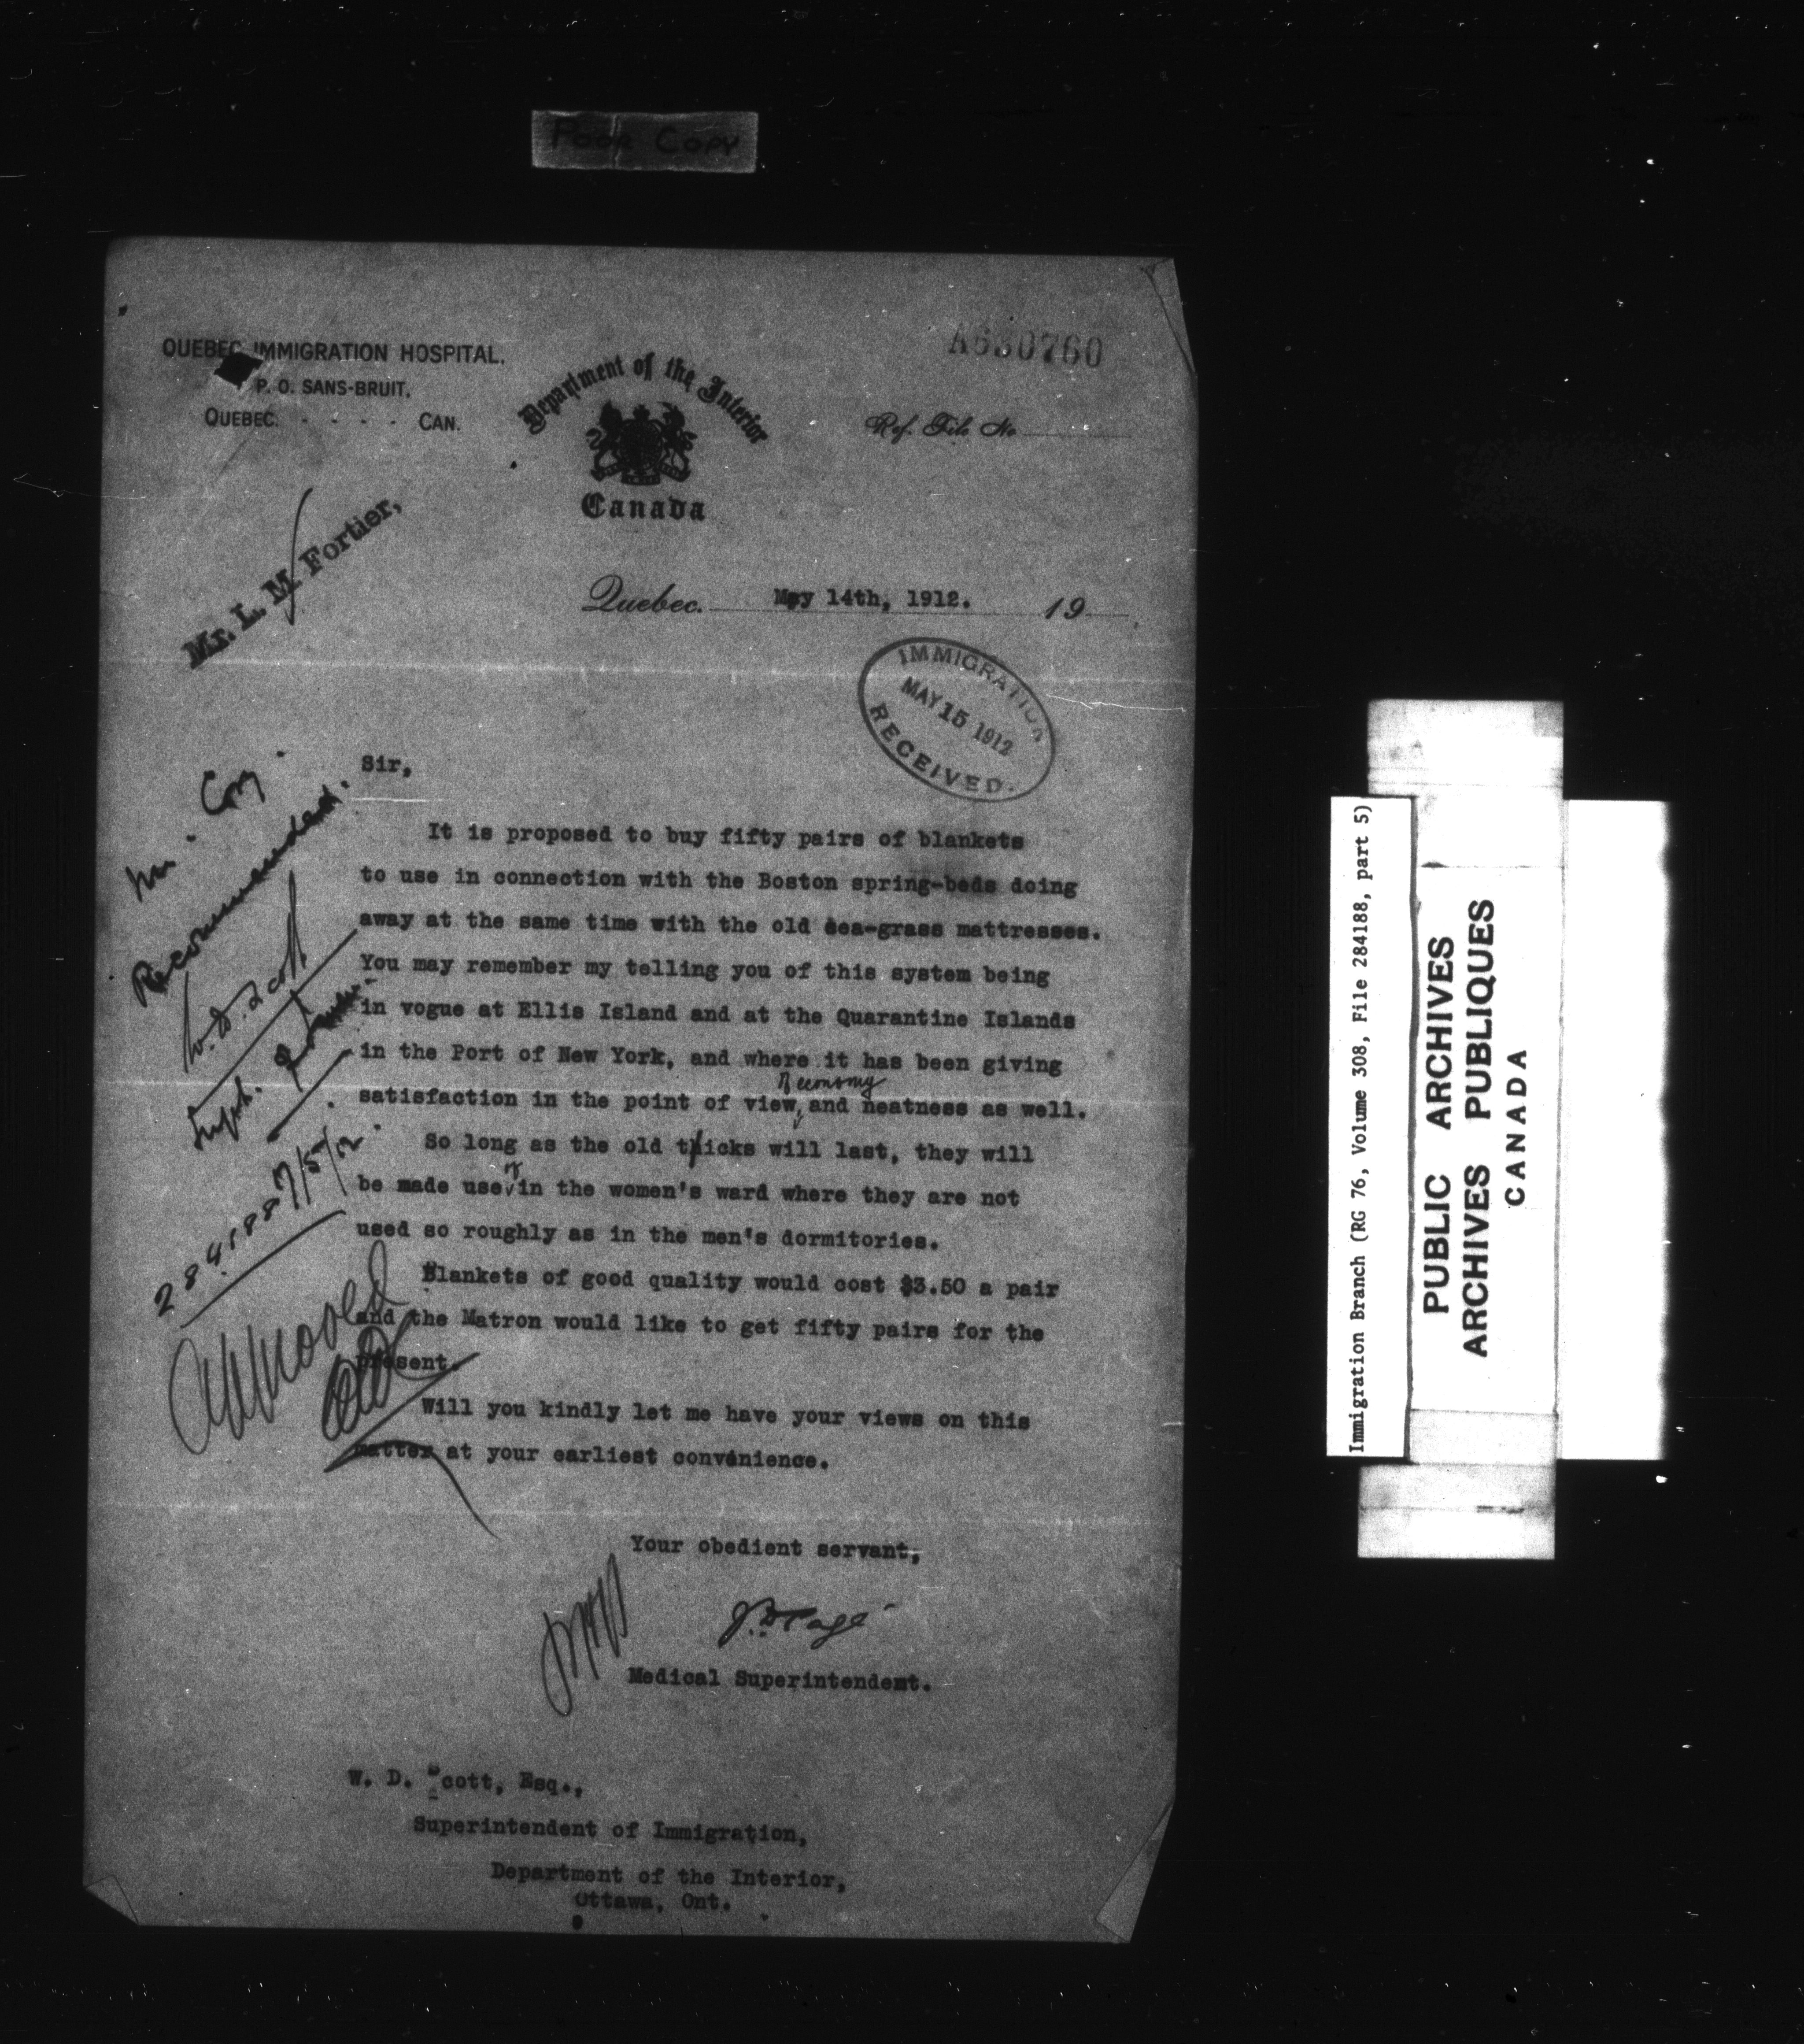 Poor Copy
QUEBEC IMMIGRATION HOSPITAL.
P. O. SANS-BRUIT.
QUEBEC. - - - - CAN.
Department of the Interior
Canada
A630760
Ref. File No
Mr. L. M. Fortier,
Quebec. May 14th, 1912. 19
IMMIGRATION
MAY 15 1912
RECEIVED.
Sir,
It is proposed to buy fifty pairs of blankets
to use in connection with the Boston spring-beds doing
away at the same time with the old sea-grass mattresses.
You may remember my telling you of this system being
in vogue at Ellis Island and at the Quarantine Islands
in the Port of New York, and where it has been giving
of economy
satisfaction in the point of view, and neatness as well.
So long as the old ticks will last, they will
be made use of in the women's ward where they are not
used so roughly as in the men's dormitories.
Blankets of good quality would cost $3.50 a pair
and the Matron would like to get fifty pairs for the
present.
Will you kindly let me have your views on this
matter at your earliest convenience.
Mr. Cory
Recommended.
W. D. Scott
Supt.
284188 17/5/12.
Approved
Your obedient servant,
J. D. Pagé
Medical Superintendent.
W. D. Scott, Esq.,
Superintendent of Immigration,
Department of the Interior,
Ottawa, Ont.
Immigration Branch (RG 76, Volume 308, File 284188, part 5)
PUBLIC ARCHIVES
ARCHIVES PUBLIQUES
CANADA